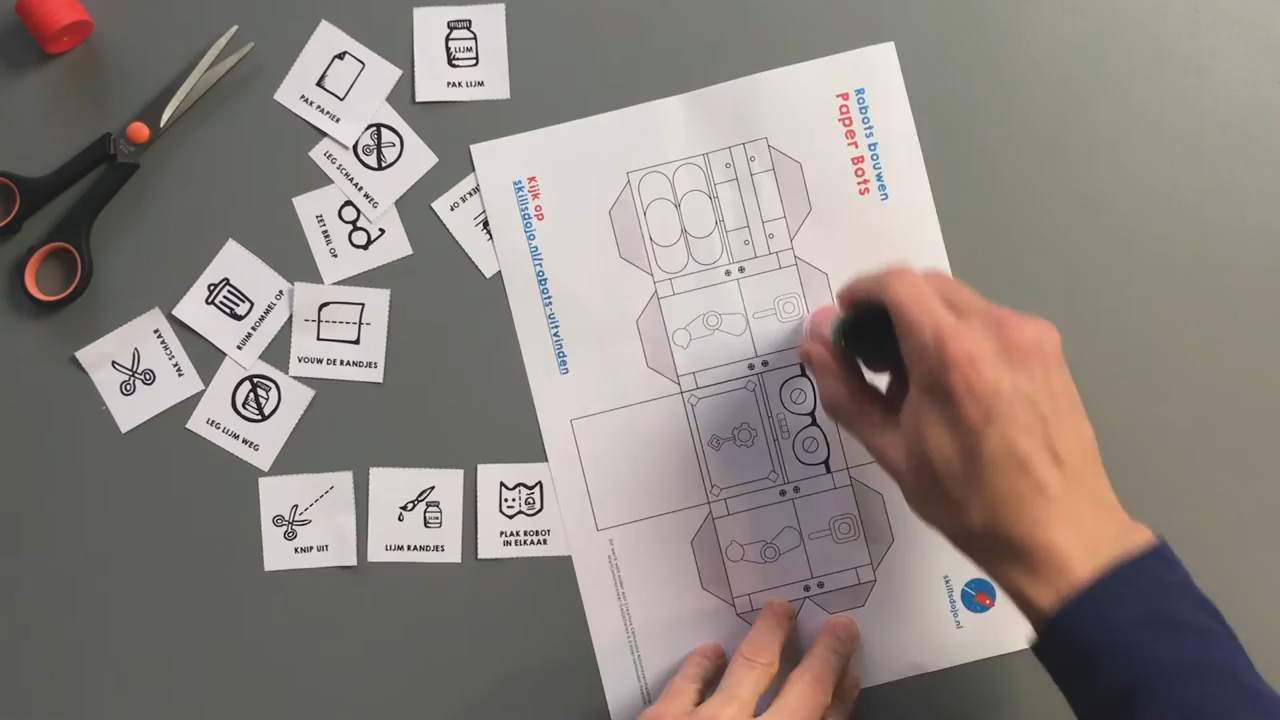 LIJM
PAK LIJM
PAK PAPIER
LEG SCHAAR WEG
ZET BRIL OP
RUIM ROMMEL OP
PAK SCHAAR
VOUW DE RANDJES
LEG LIJM WEG
KNIP UIT
LIJM
LIJM RANDJES
PLAK ROBOT
IN ELKAAR
Robots bouwen
Paper Bots
Kijk op
skillsdojo.nl/robots-uitvinden
skillsdojo.nl